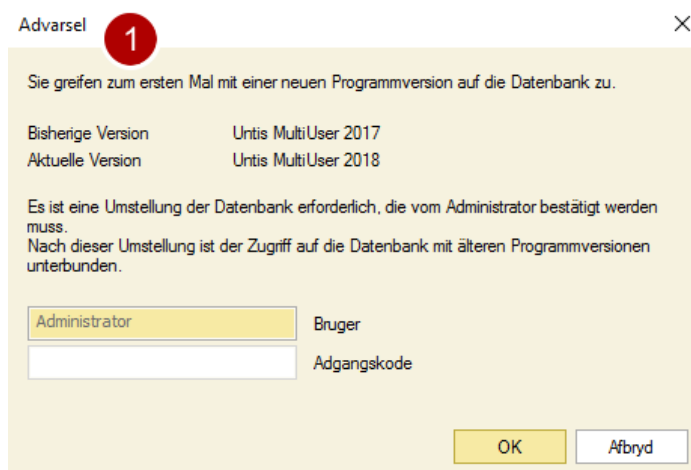 Advarsel
1
Sie greifen zum ersten Mal mit einer neuen Programmversion auf die Datenbank zu.
Bisherige Version Untis MultiUser 2017
Aktuelle Version Untis MultiUser 2018
Es ist eine Umstellung der Datenbank erforderlich, die vom Administrator bestätigt werden
muss.
Nach dieser Umstellung ist der Zugriff auf die Datenbank mit älteren Programmversionen
unterbunden.
Administrator Bruger
Adgangskode
OK Afbryd